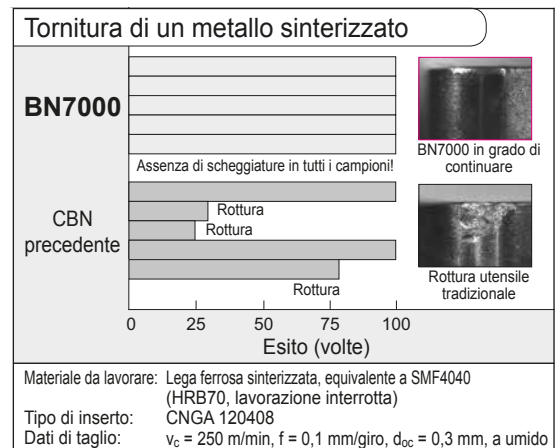 Tornitura di un metallo sinterizzato
BN7000
Assenza di scheggiature in tutti i campioni!
BN7000 in grado di
continuare
CBN
precedente
Rottura
Rottura
Rottura
Rottura utensile
tradizionale
0 25 50 75 100
Esito (volte)
Materiale da lavorare: Lega ferrosa sinterizzata, equivalente a SMF4040
(HRB70, lavorazione interrotta)
Tipo di inserto: CNGA 120408
Dati di taglio: vc = 250 m/min, f = 0,1 mm/giro, doc = 0,3 mm, a umido